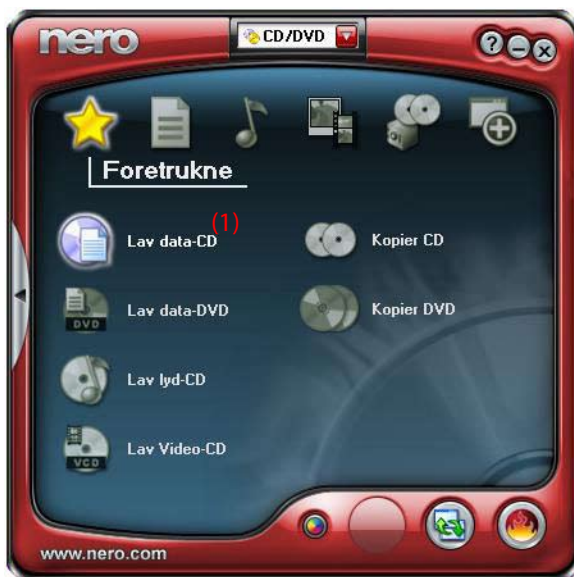 nero
CD/DVD
?
Foretrukne
Lav data-CD (1)
Kopier CD
DVD
Lav data-DVD
Kopier DVD
Lav lyd-CD
VCD
Lav Video-CD
www.nero.com